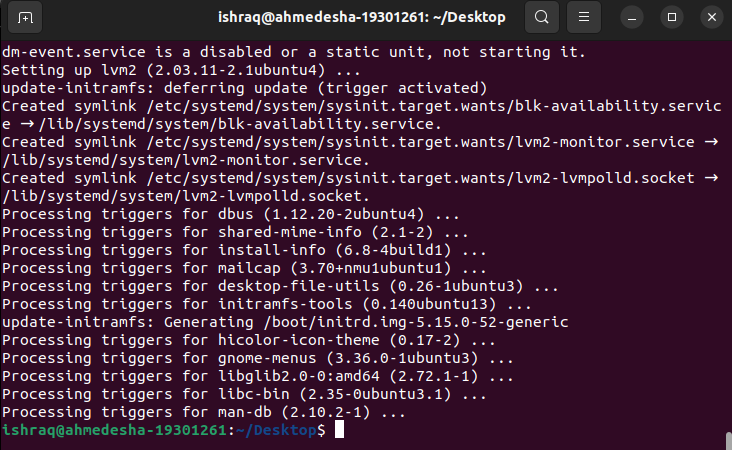 ishraq@ahmedesha-19301261: ~/Desktop
dm-event.service is a disabled or a static unit, not starting it.
Setting up lvm2 (2.03.11-2.1ubuntu4) ...
update-initramfs: deferring update (trigger activated)
Created symlink /etc/systemd/system/sysinit.target.wants/blk-availability.servic
e → /lib/systemd/system/blk-availability.service.
Created symlink /etc/systemd/system/sysinit.target.wants/lvm2-monitor.service →
/lib/systemd/system/lvm2-monitor.service.
Created symlink /etc/systemd/system/sysinit.target.wants/lvm2-lvmpolld.socket →
/lib/systemd/system/lvm2-lvmpolld.socket.
Processing triggers for dbus (1.12.20-2ubuntu4) ...
Processing triggers for shared-mime-info (2.1-2) ...
Processing triggers for install-info (6.8-4build1) ...
Processing triggers for mailcap (3.70+nmu1ubuntu1) ...
Processing triggers for desktop-file-utils (0.26-1ubuntu3) ...
Processing triggers for initramfs-tools (0.140ubuntu13) ...
update-initramfs: Generating /boot/initrd.img-5.15.0-52-generic
Processing triggers for hicolor-icon-theme (0.17-2) ...
Processing triggers for gnome-menus (3.36.0-1ubuntu3) ...
Processing triggers for libglib2.0-0:amd64 (2.72.1-1) ...
Processing triggers for libc-bin (2.35-0ubuntu3.1) ...
Processing triggers for man-db (2.10.2-1) ...
ishraq@ahmedesha-19301261:~/Desktop$